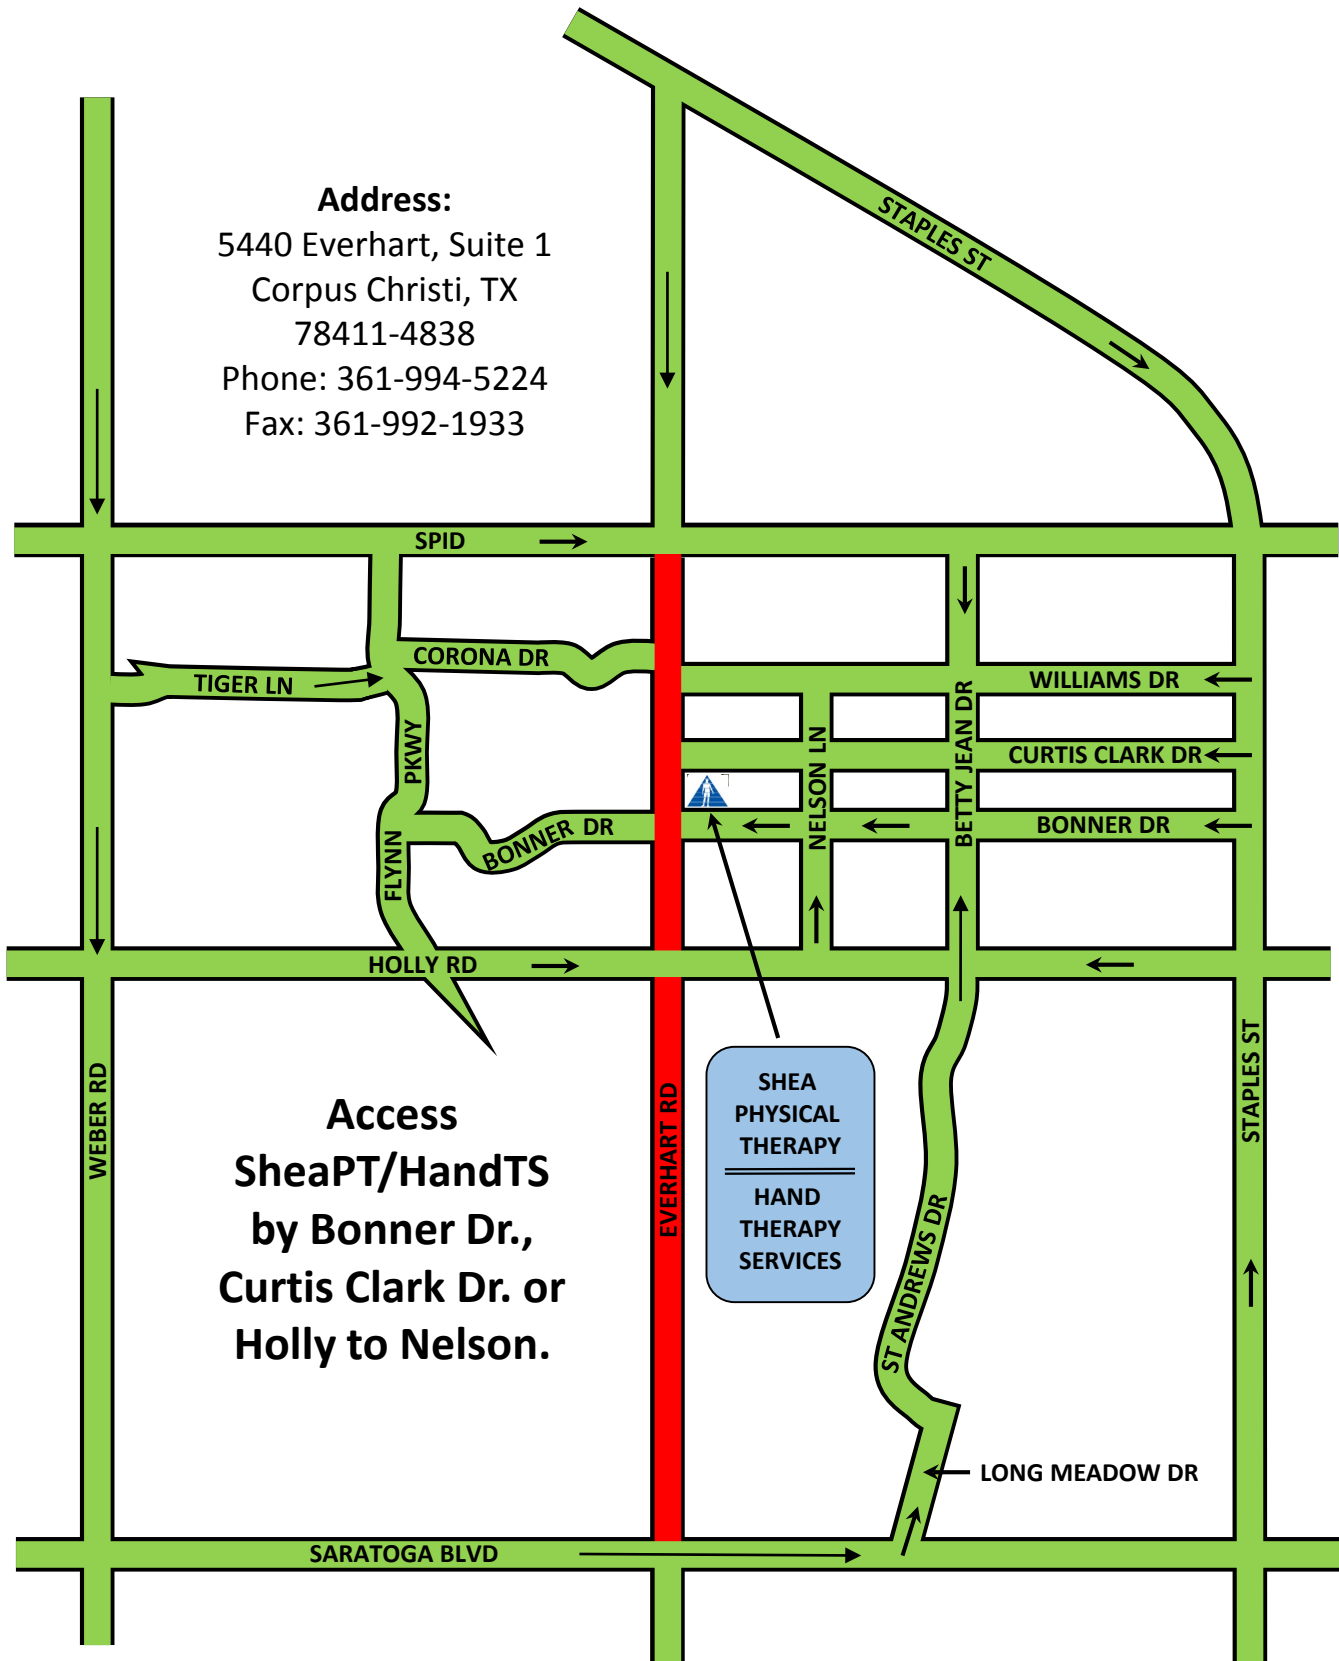 Address:
5440 Everhart, Suite 1
Corpus Christi, TX
78411-4838
Phone: 361-994-5224
Fax: 361-992-1933
STAPLES ST
SPID
CORONA DR
TIGER LN
WILLIAMS DR
PKWY
NELSON LN
BETTY JEAN DR
CURTIS CLARK DR
FLYNN
BONNER DR
BONNER DR
HOLLY RD
WEBER RD
Access
SheaPT/HandTS
by Bonner Dr.,
Curtis Clark Dr. or
Holly to Nelson.
EVERHART RD
SHEA
PHYSICAL
THERAPY
HAND
THERAPY
SERVICES
ST ANDREWS DR
STAPLES ST
LONG MEADOW DR
SARATOGA BLVD